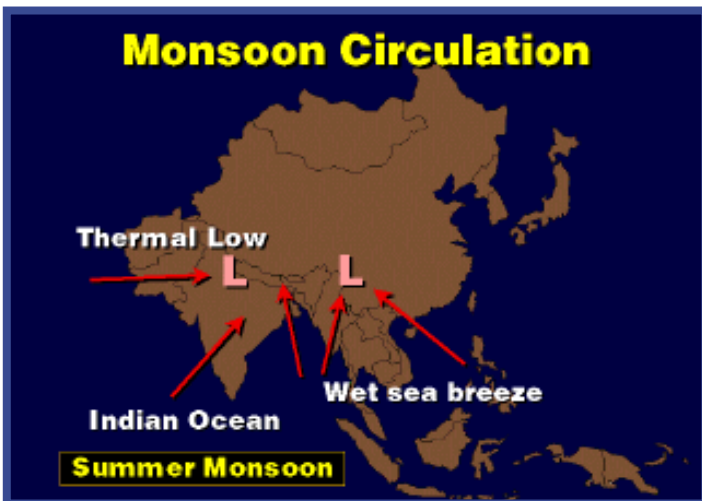 Monsoon Circulation
Thermal Low
L
L
Wet sea breeze
Indian Ocean
Summer Monsoon